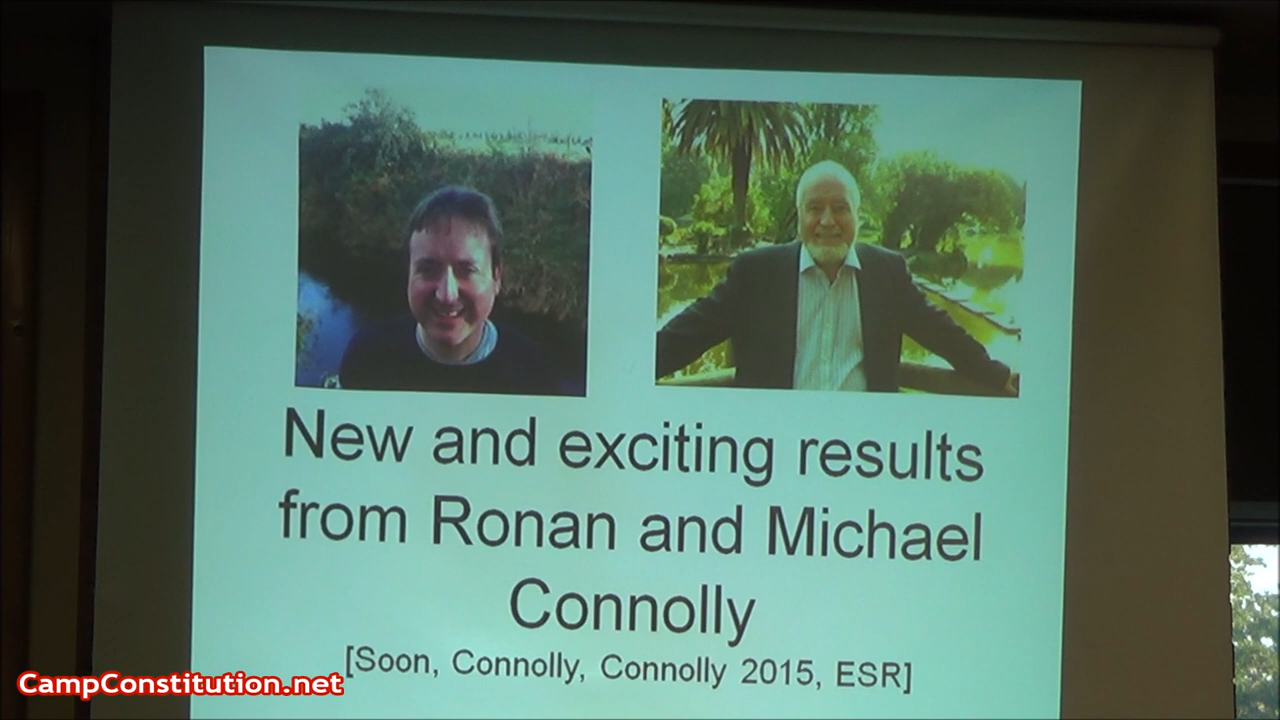 New and exciting results
from Ronan and Michael
Connolly
[Soon, Connolly, Connolly 2015, ESR]
CampConstitution.net